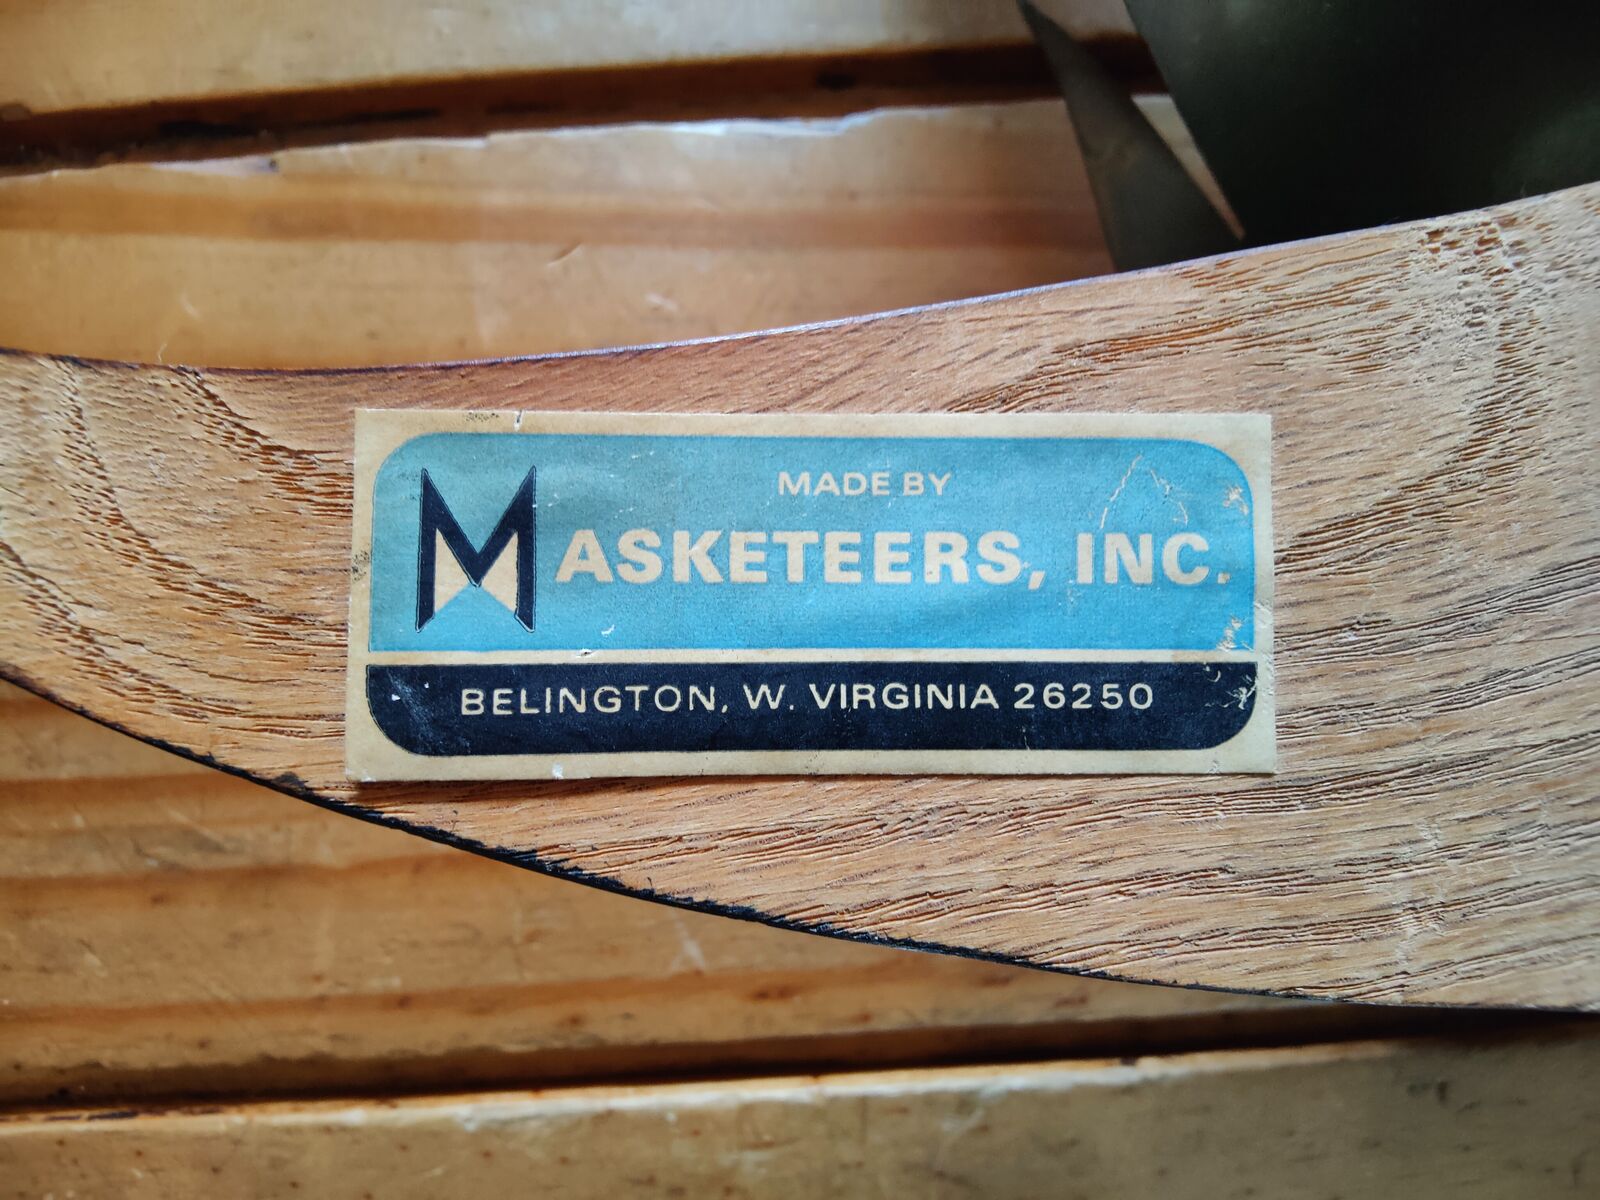 MADE BY
MASKETEERS, INC.
BELINGTON, W. VIRGINIA 26250